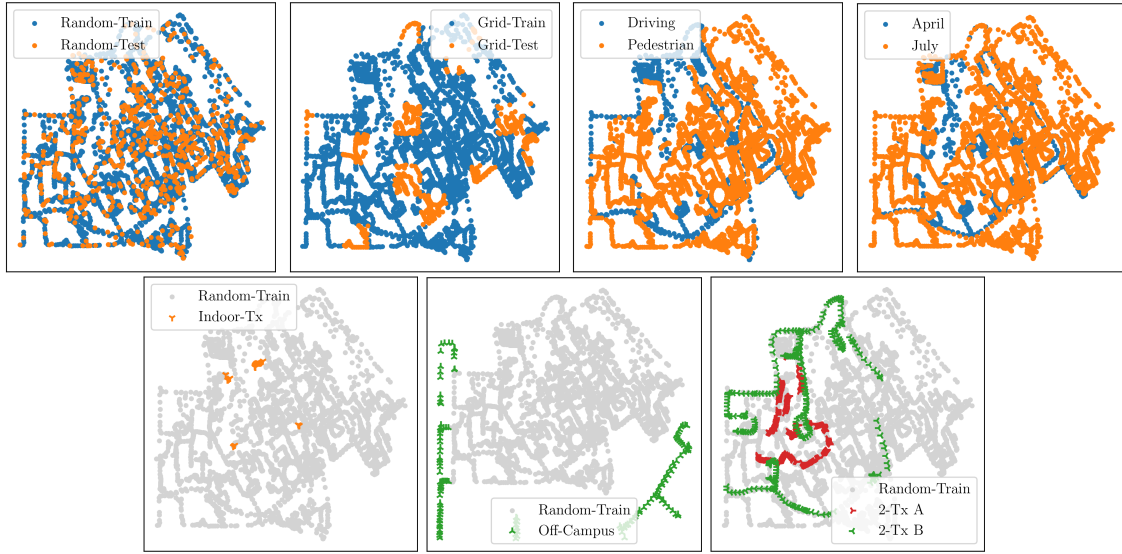 Random-Train
Random-Test
Grid-Train
Grid-Test
Driving
Pedestrian
April
July
Random-Train
Indoor-Tx
Random-Train
Off-Campus
Random-Train
2-Tx A
2-Tx B